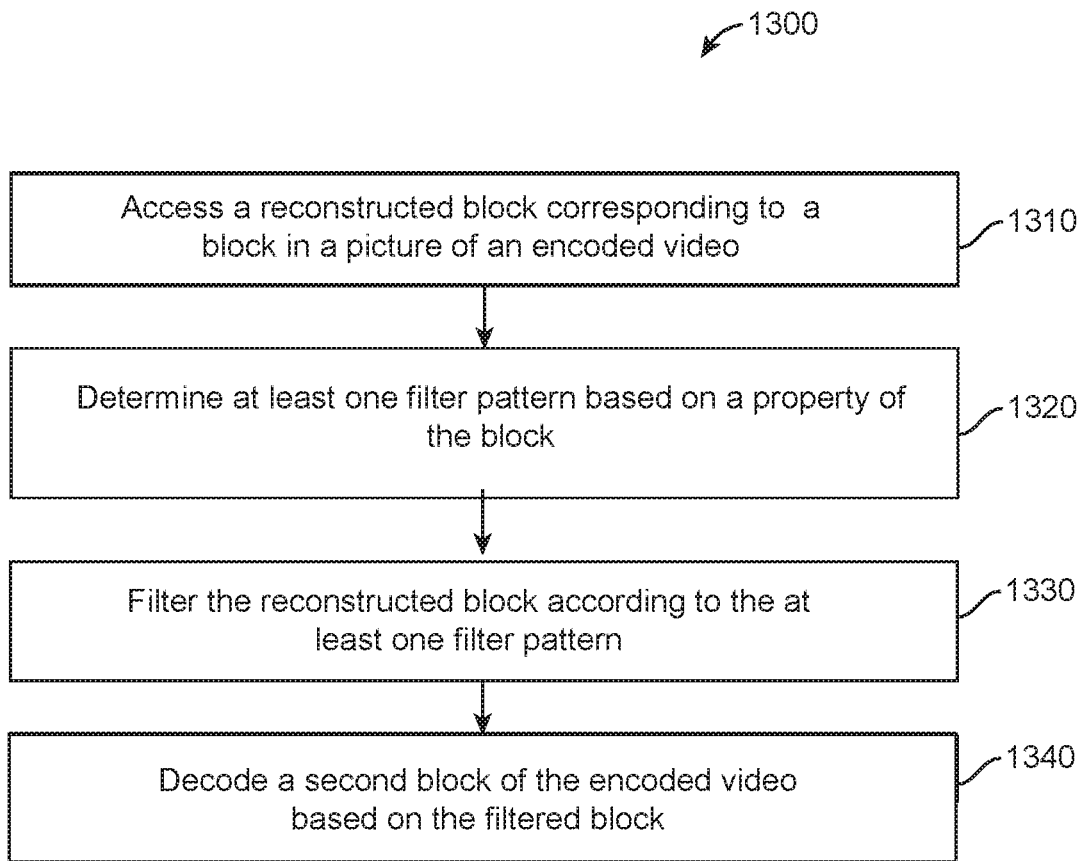 1300
Access a reconstructed block corresponding to a
block in a picture of an encoded video
1310
Determine at least one filter pattern based on a property of
the block
1320
Filter the reconstructed block according to the at
least one filter pattern
1330
Decode a second block of the encoded video
based on the filtered block
1340